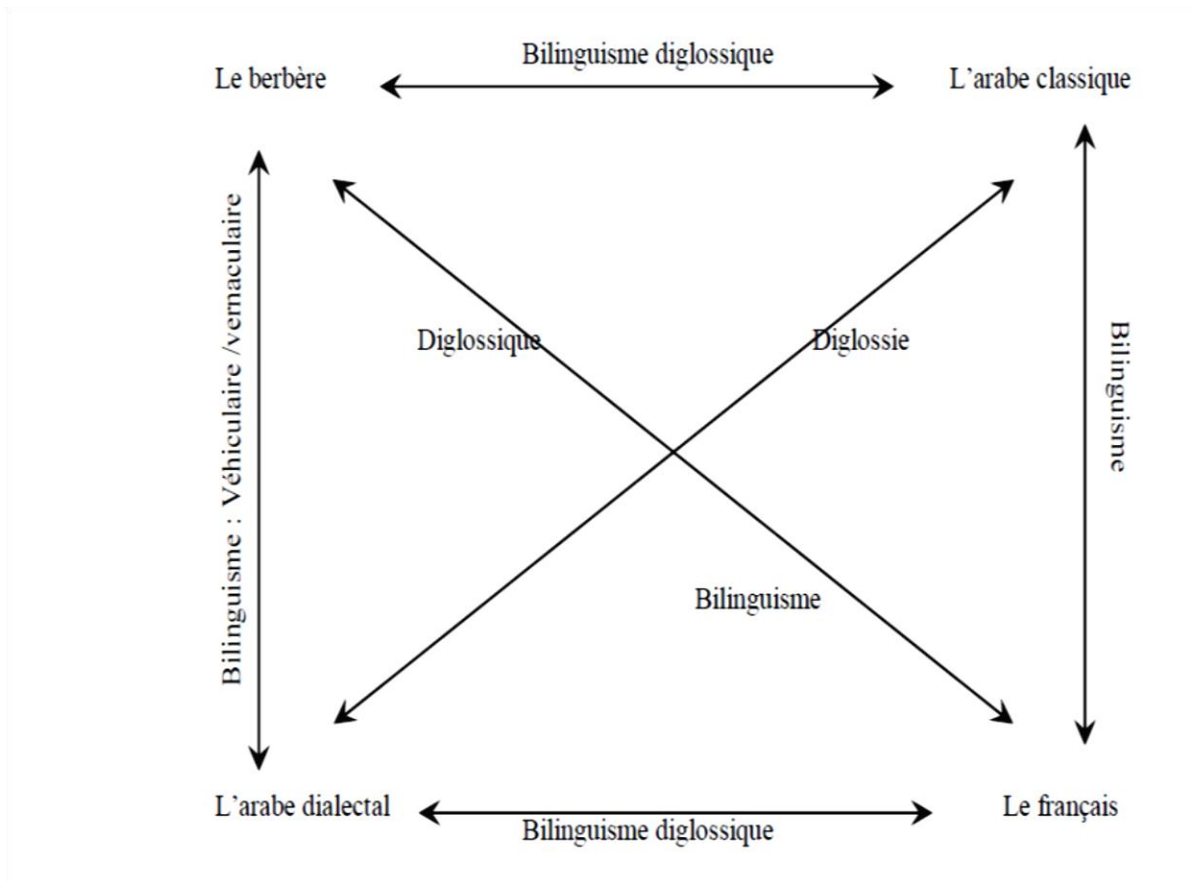 Bilinguisme diglossique
Le berbère
L’arabe classique
Bilinguisme : Véhiculaire /vernaculaire
Diglossique
Diglossie
Bilinguisme
Bilinguisme
L’arabe dialectal
Le français
Bilinguisme diglossique